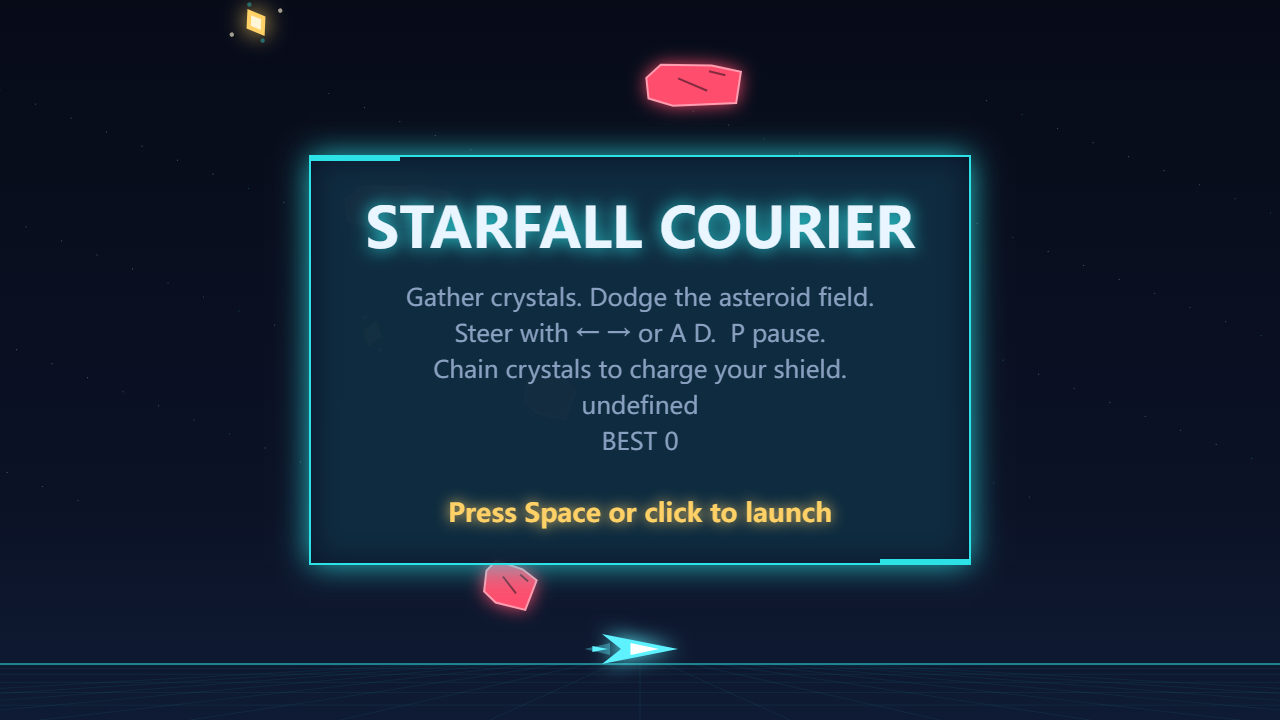 STARFALL COURIER
Gather crystals. Dodge the asteroid field.
Steer with ← → or A D.  P pause.
Chain crystals to charge your shield.
undefined
BEST 0
Press Space or click to launch